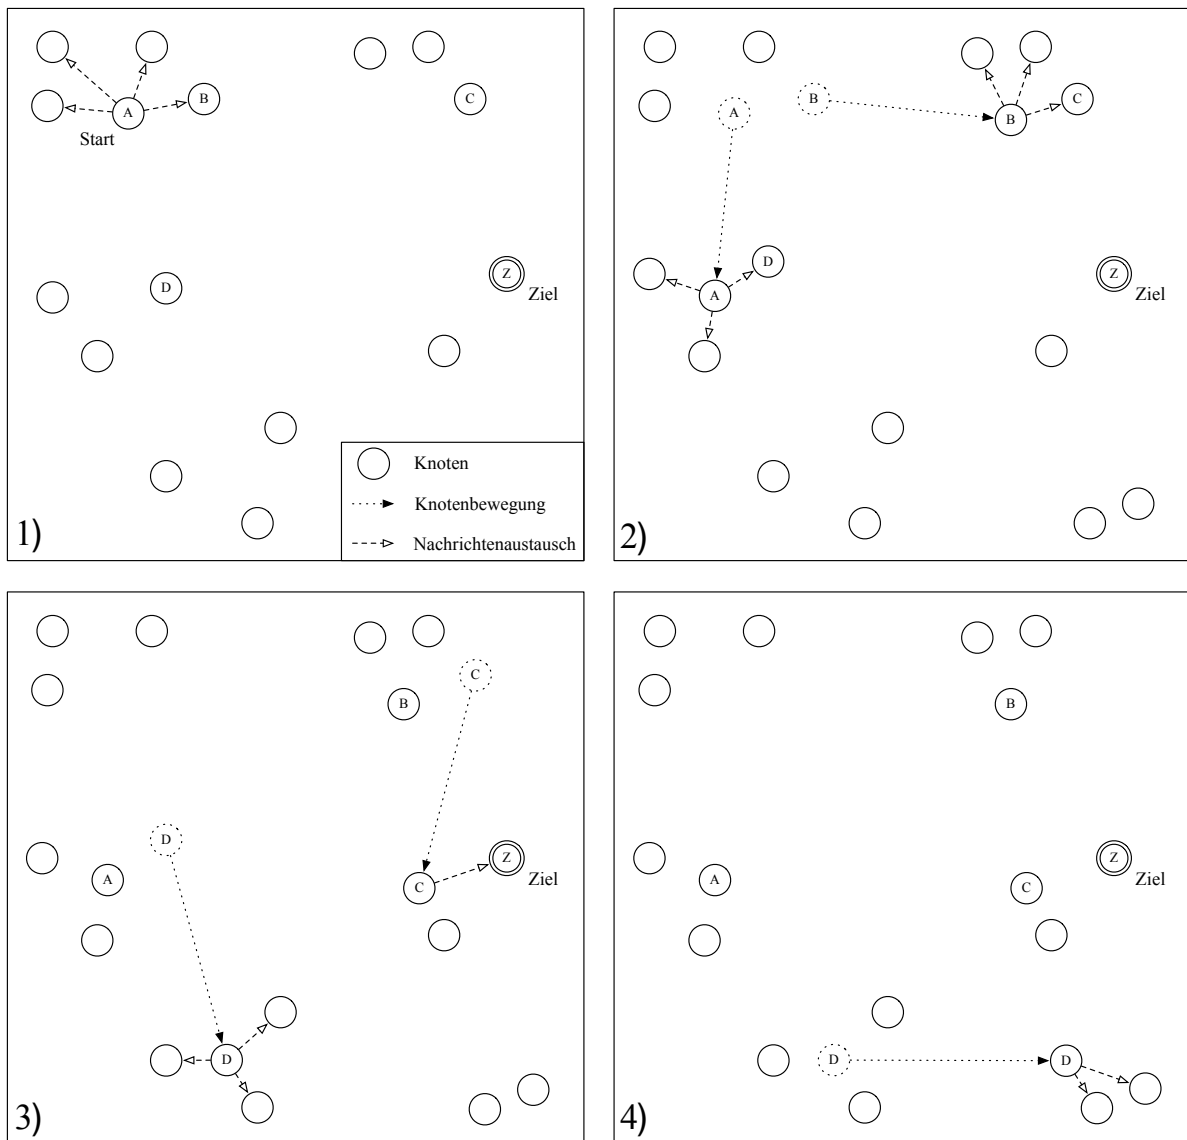 A
B
C
Start
D
Z
Ziel
Knoten
Knotenbewegung
Nachrichtenaustausch
1)
A
B
B
C
D
A
Z
Ziel
2)
C
B
D
A
C
Z
Ziel
D
3)
B
A
C
Z
Ziel
D
D
4)